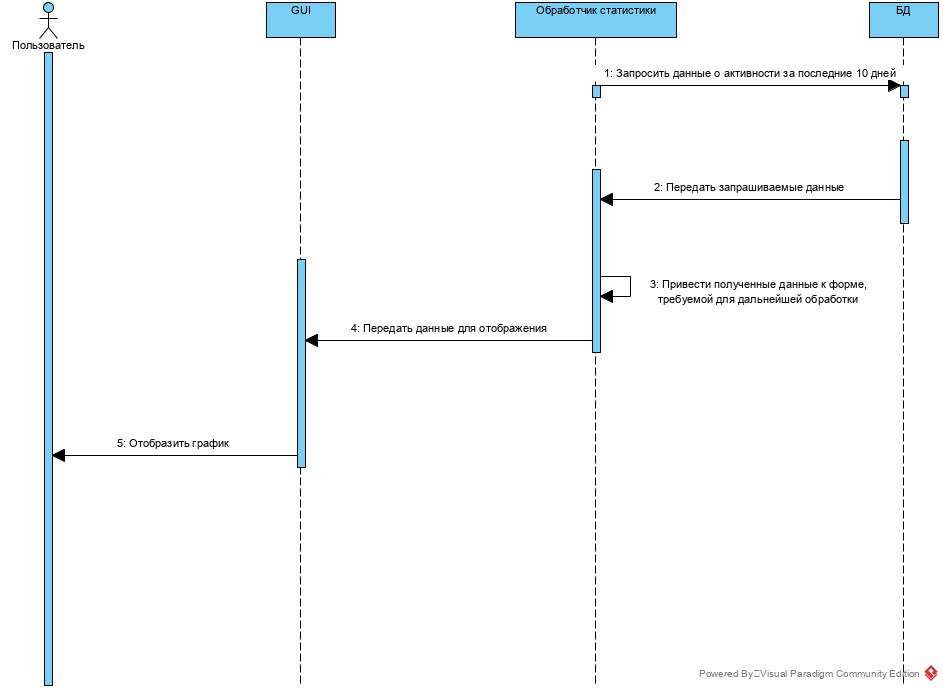 GUI
Обработчик статистики
БД
Пользователь
1: Запросить данные о активности за последние 10 дней
2: Передать запрашиваемые данные
3: Привести полученные данные к форме,
требуемой для дальнейшей обработки
4: Передать данные для отображения
5: Отобразить график
Powered By Visual Paradigm Community Edition